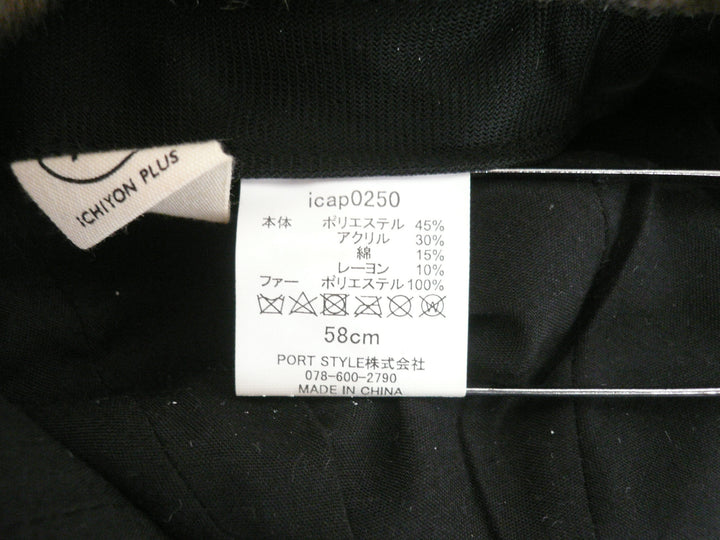 ICHIYON PLUS
icap0250
本体 ポリエステル 45%
アクリル 30%
綿 15%
レーヨン 10%
ファー ポリエステル 100%
58cm
PORT STYLE株式会社
078-600-2790
MADE IN CHINA